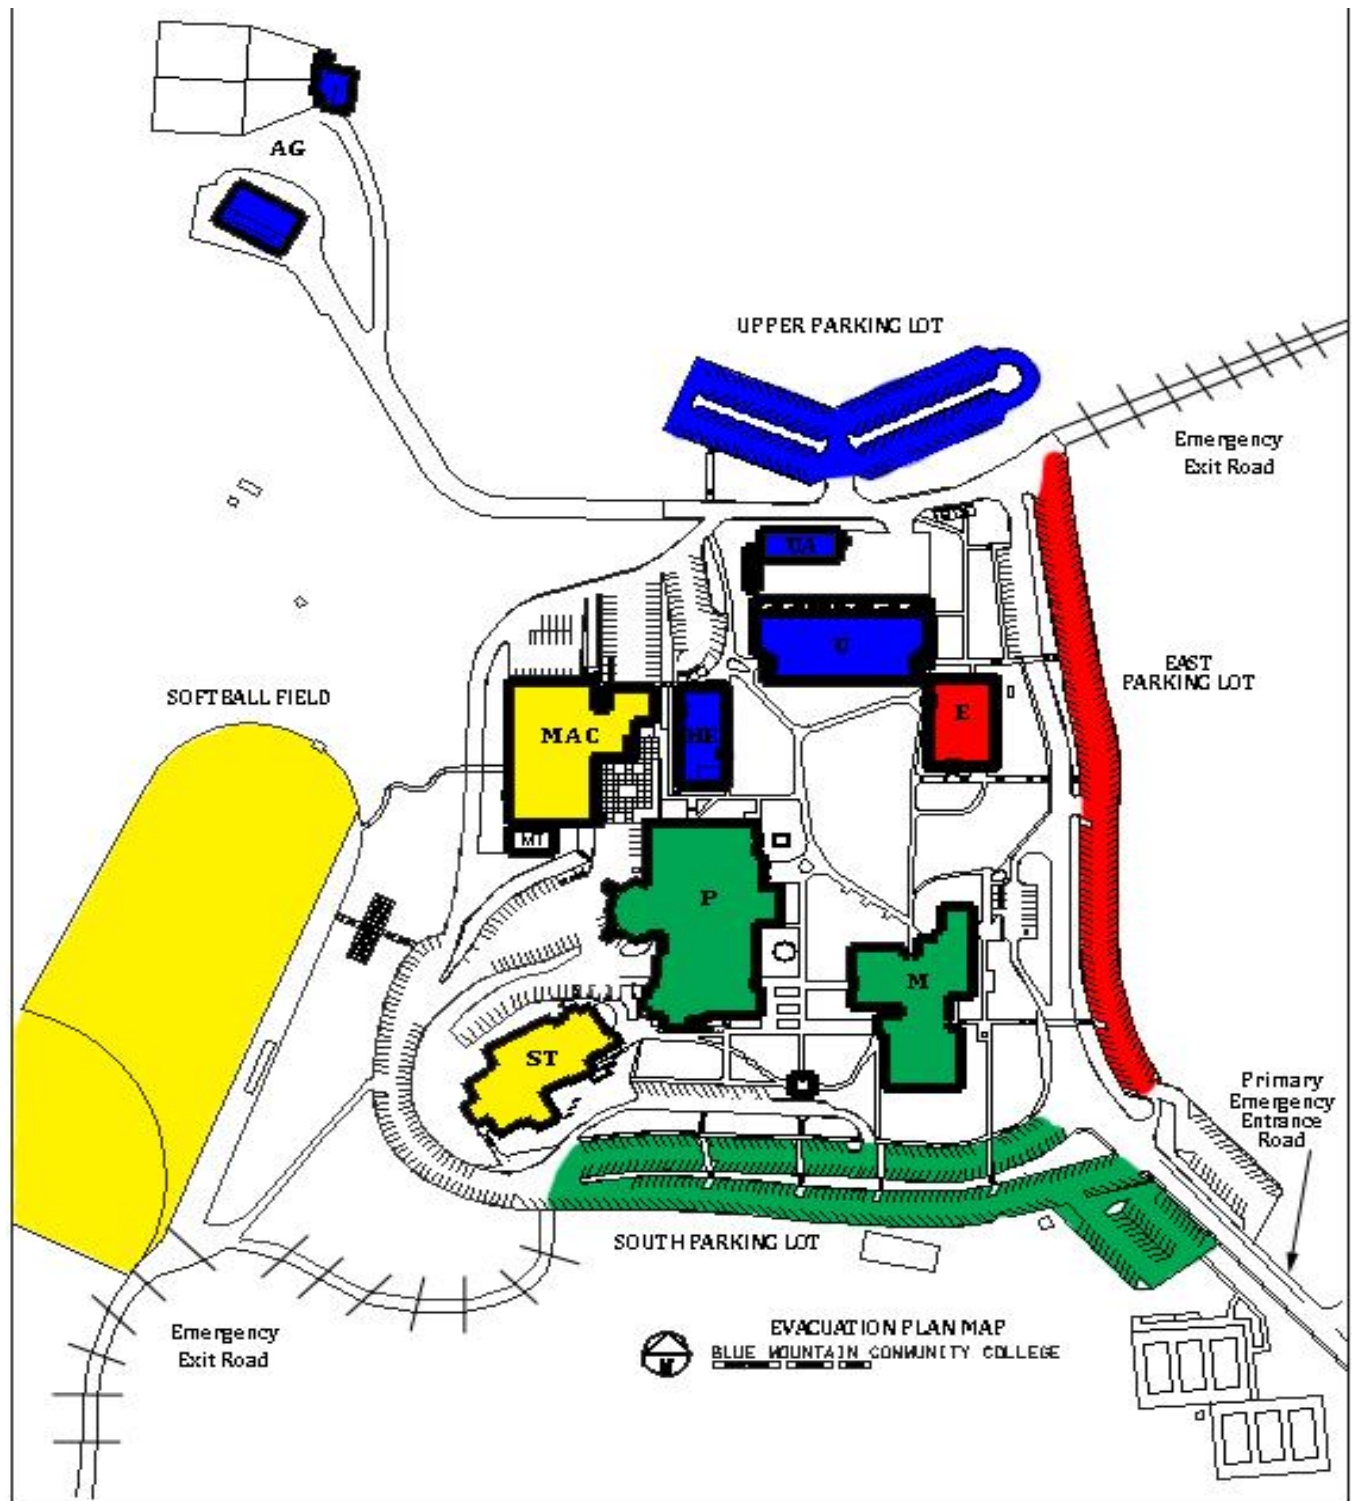 AG
UPPER PARKING LOT
Emergency
Exit Road
UA
U
EAST
PARKING LOT
SOFTBALL FIELD
E
MAC
HE
MT
P
M
ST
Primary
Emergency
Entrance
Road
SOUTH PARKING LOT
Emergency
Exit Road
EVACUATION PLAN MAP
BLUE MOUNTAIN COMMUNITY COLLEGE
N